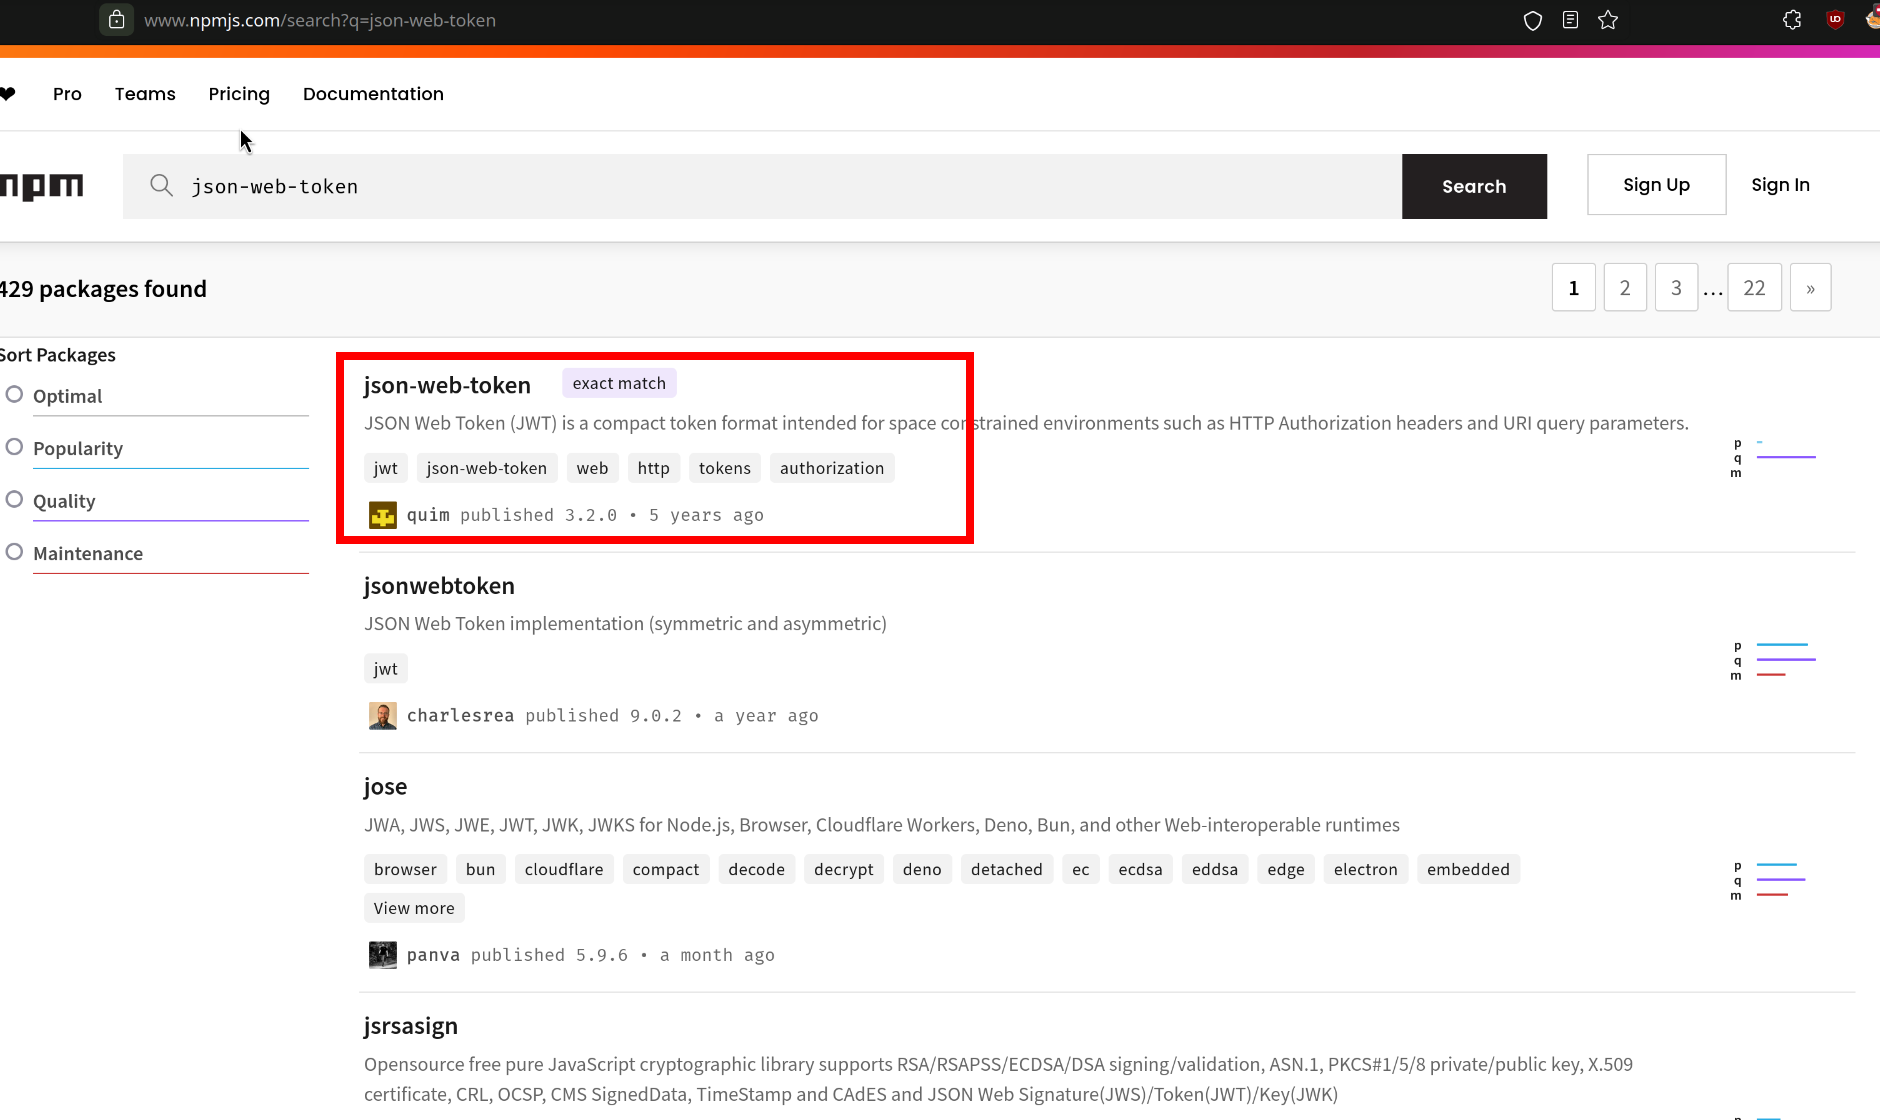 www.npmjs.com/search?q=json-web-token
Pro Teams Pricing Documentation
npm json-web-token Search Sign Up Sign In
429 packages found 1 2 3 ... 22 »
Sort Packages
Optimal
Popularity
Quality
Maintenance
json-web-token exact match
JSON Web Token (JWT) is a compact token format intended for space constrained environments such as HTTP Authorization headers and URI query parameters.
jwt json-web-token web http tokens authorization
quim published 3.2.0 • 5 years ago
p
q
m
jsonwebtoken
JSON Web Token implementation (symmetric and asymmetric)
jwt
charlesrea published 9.0.2 • a year ago
p
q
m
jose
JWA, JWS, JWE, JWT, JWK, JWKS for Node.js, Browser, Cloudflare Workers, Deno, Bun, and other Web-interoperable runtimes
browser bun cloudflare compact decode decrypt deno detached ec ecdsa eddsa edge electron embedded
View more
panva published 5.9.6 • a month ago
p
q
m
jsrsasign
Opensource free pure JavaScript cryptographic library supports RSA/RSAPSS/ECDSA/DSA signing/validation, ASN.1, PKCS#1/5/8 private/public key, X.509
certificate, CRL, OCSP, CMS SignedData, TimeStamp and CAdES and JSON Web Signature(JWS)/Token(JWT)/Key(JWK)